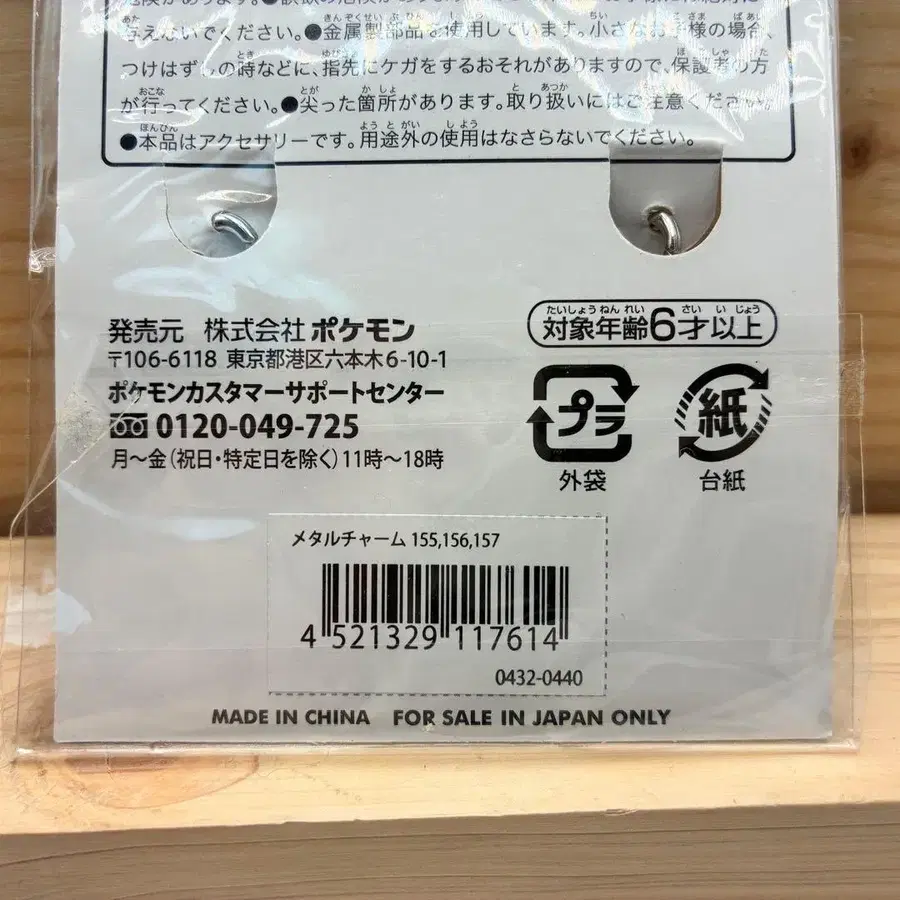 与えないでください。●金属製部品を使用しています。小さなお子様の場合、
つけはずしの時などに、指先にケガをするおそれがありますので、保護者の方
が行ってください。●尖った箇所があります。取り扱いにはご注意ください。
●本品はアクセサリーです。用途外の使用はなさらないでください。
発売元 株式会社 ポケモン
〒106-6118 東京都港区六本木6-10-1
ポケモンカスタマーサポートセンター
0120-049-725
月〜金(祝日・特定日を除く)11時〜18時
対象年齢6才以上
プラ
外袋
紙
台紙
メタルチャーム 155,156,157
4 521329 117614
0432-0440
MADE IN CHINA FOR SALE IN JAPAN ONLY